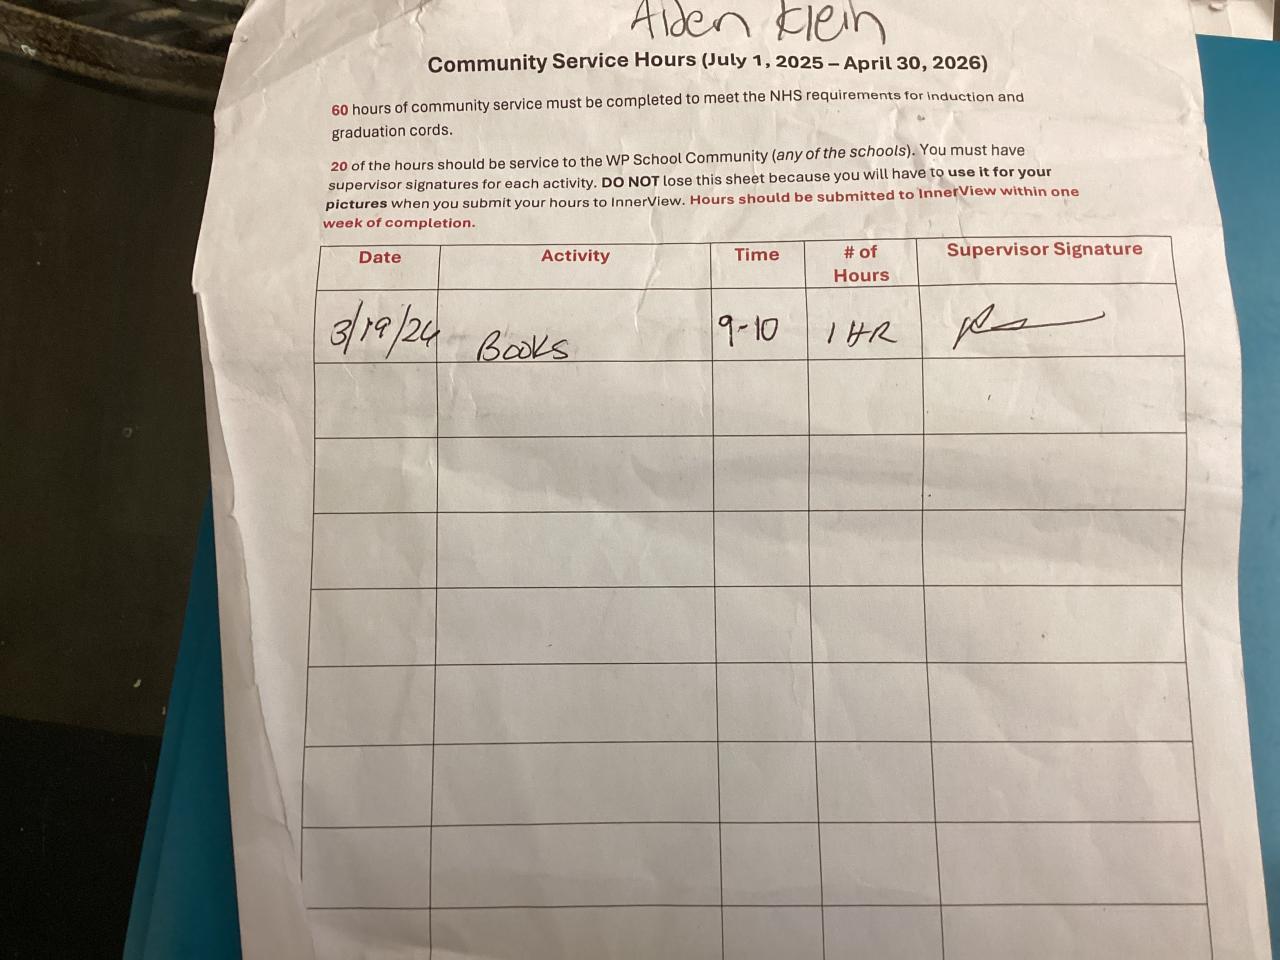 Aiden Klein
Community Service Hours (July 1, 2025 – April 30, 2026)
60 hours of community service must be completed to meet the NHS requirements for induction and
graduation cords.
20 of the hours should be service to the WP School Community (any of the schools). You must have
supervisor signatures for each activity. DO NOT lose this sheet because you will have to use it for your
pictures when you submit your hours to InnerView. Hours should be submitted to InnerView within one
week of completion.
Date Activity Time # of Hours Supervisor Signature
3/19/26 Books 9-10 1 HR